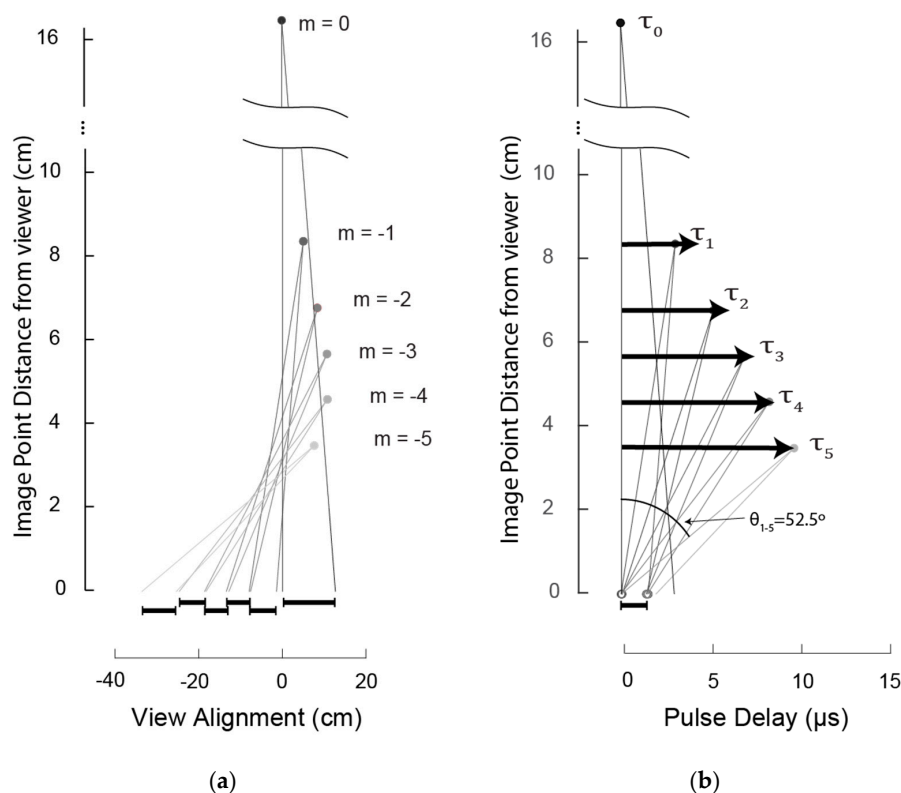 16
m = 0
⋮
Image Point Distance from viewer (cm)
10
8
6
4
2
0
m = -1
m = -2
m = -3
m = -4
m = -5
-40
-20
0
20
View Alignment (cm)
(a)
16
τ0
⋮
Image Point Distance from viewer (cm)
10
8
6
4
2
0
τ1
τ2
τ3
τ4
τ5
θ1-5=52.5º
0
5
10
15
Pulse Delay (μs)
(b)